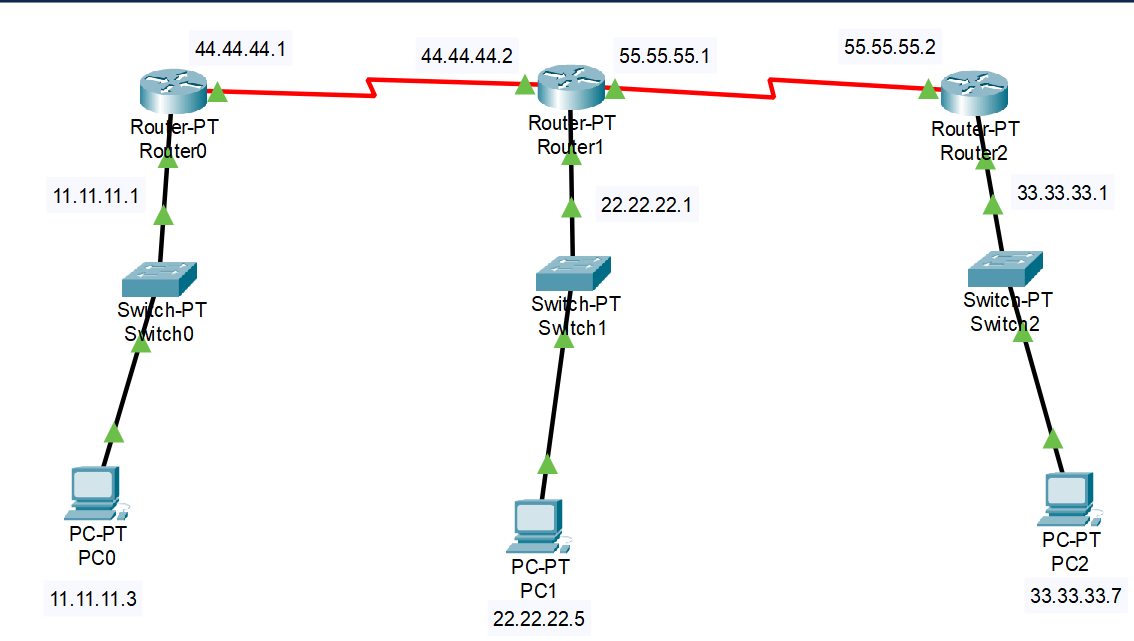 44.44.44.1
44.44.44.2
55.55.55.1
55.55.55.2
Router-PT
Router0
Router-PT
Router1
Router-PT
Router2
11.11.11.1
22.22.22.1
33.33.33.1
Switch-PT
Switch0
Switch-PT
Switch1
Switch-PT
Switch2
PC-PT
PC0
PC-PT
PC1
PC-PT
PC2
11.11.11.3
22.22.22.5
33.33.33.7